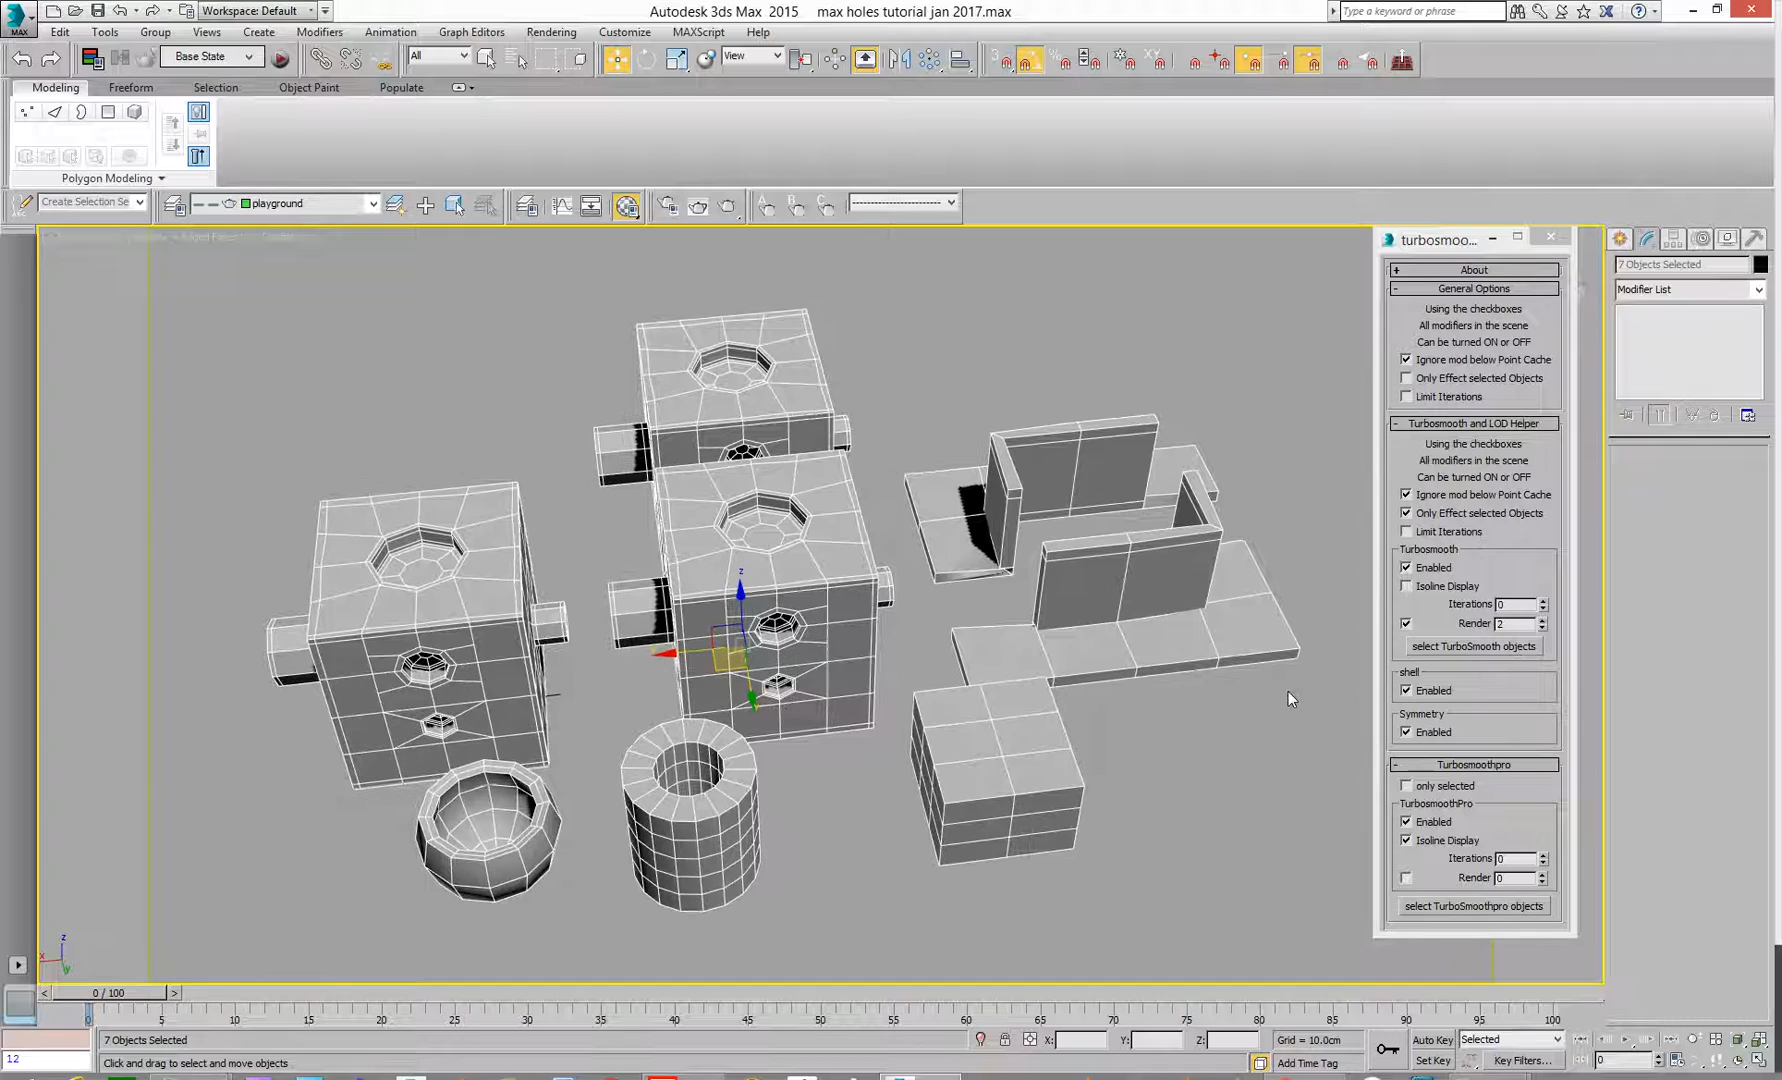 Workspace: Default
Autodesk 3ds Max 2015 max holes tutorial jan 2017.max
Type a keyword or phrase
MAX
Edit Tools Group Views Create Modifiers Animation Graph Editors Rendering Customize MAXScript Help
Base State
All
View
Modeling Freeform Selection Object Paint Populate
Polygon Modeling
Create Selection Se
playground
turbosmoo...
7 Objects Selected
Modifier List
About
General Options
Using the checkboxes
All modifiers in the scene
Can be turned ON or OFF
Ignore mod below Point Cache
Only Effect selected Objects
Limit Iterations
Turbosmooth and LOD Helper
Using the checkboxes
All modifiers in the scene
Can be turned ON or OFF
Ignore mod below Point Cache
Only Effect selected Objects
Limit Iterations
Turbosmooth
Enabled
Isoline Display
Iterations 0
Render 2
select TurboSmooth objects
shell
Enabled
Symmetry
Enabled
Turbosmoothpro
only selected
TurbosmoothPro
Enabled
Isoline Display
Iterations 0
Render 0
select TurboSmoothpro objects
z
z
x
y
0 / 100
0 5 10 15 20 25 30 35 40 45 50 55 60 65 70 75 80 85 90 95 100
7 Objects Selected
X: Y: Z:
Grid = 10.0cm
Auto Key
Selected
12
Click and drag to select and move objects
Add Time Tag
Set Key
Key Filters...
0